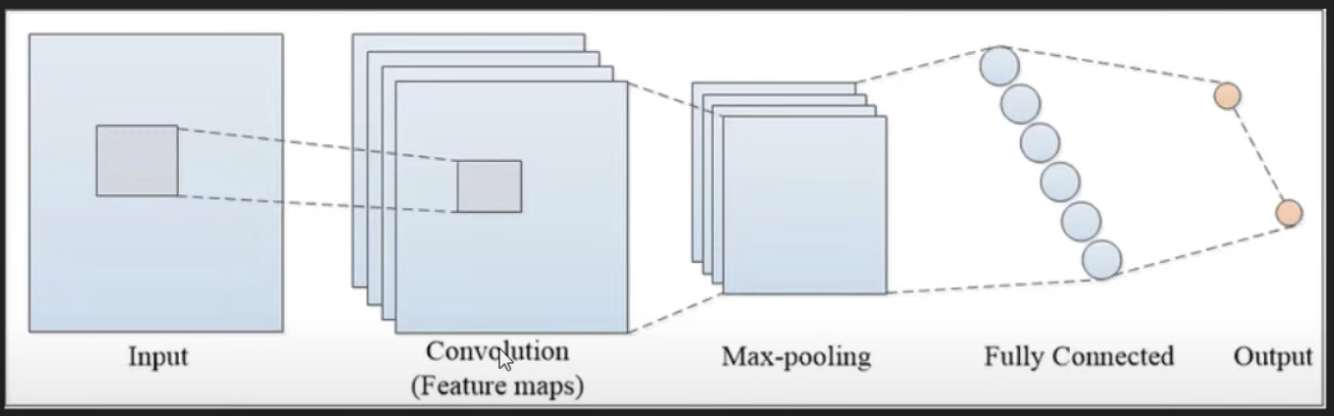 Input
Convolution
(Feature maps)
Max-pooling
Fully Connected
Output